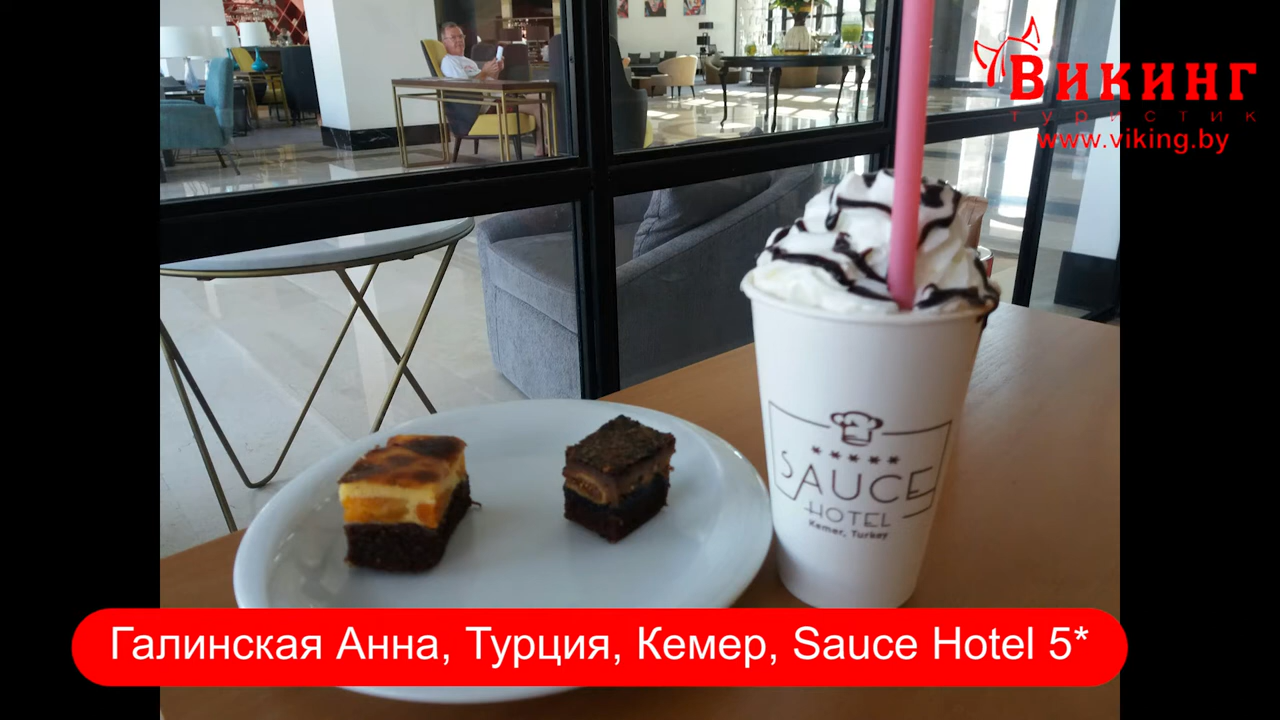 Викинг
туристик
www.viking.by
*****
SAUCE
HOTEL
Kemer, Turkey
Галинская Анна, Турция, Кемер, Sauce Hotel 5*